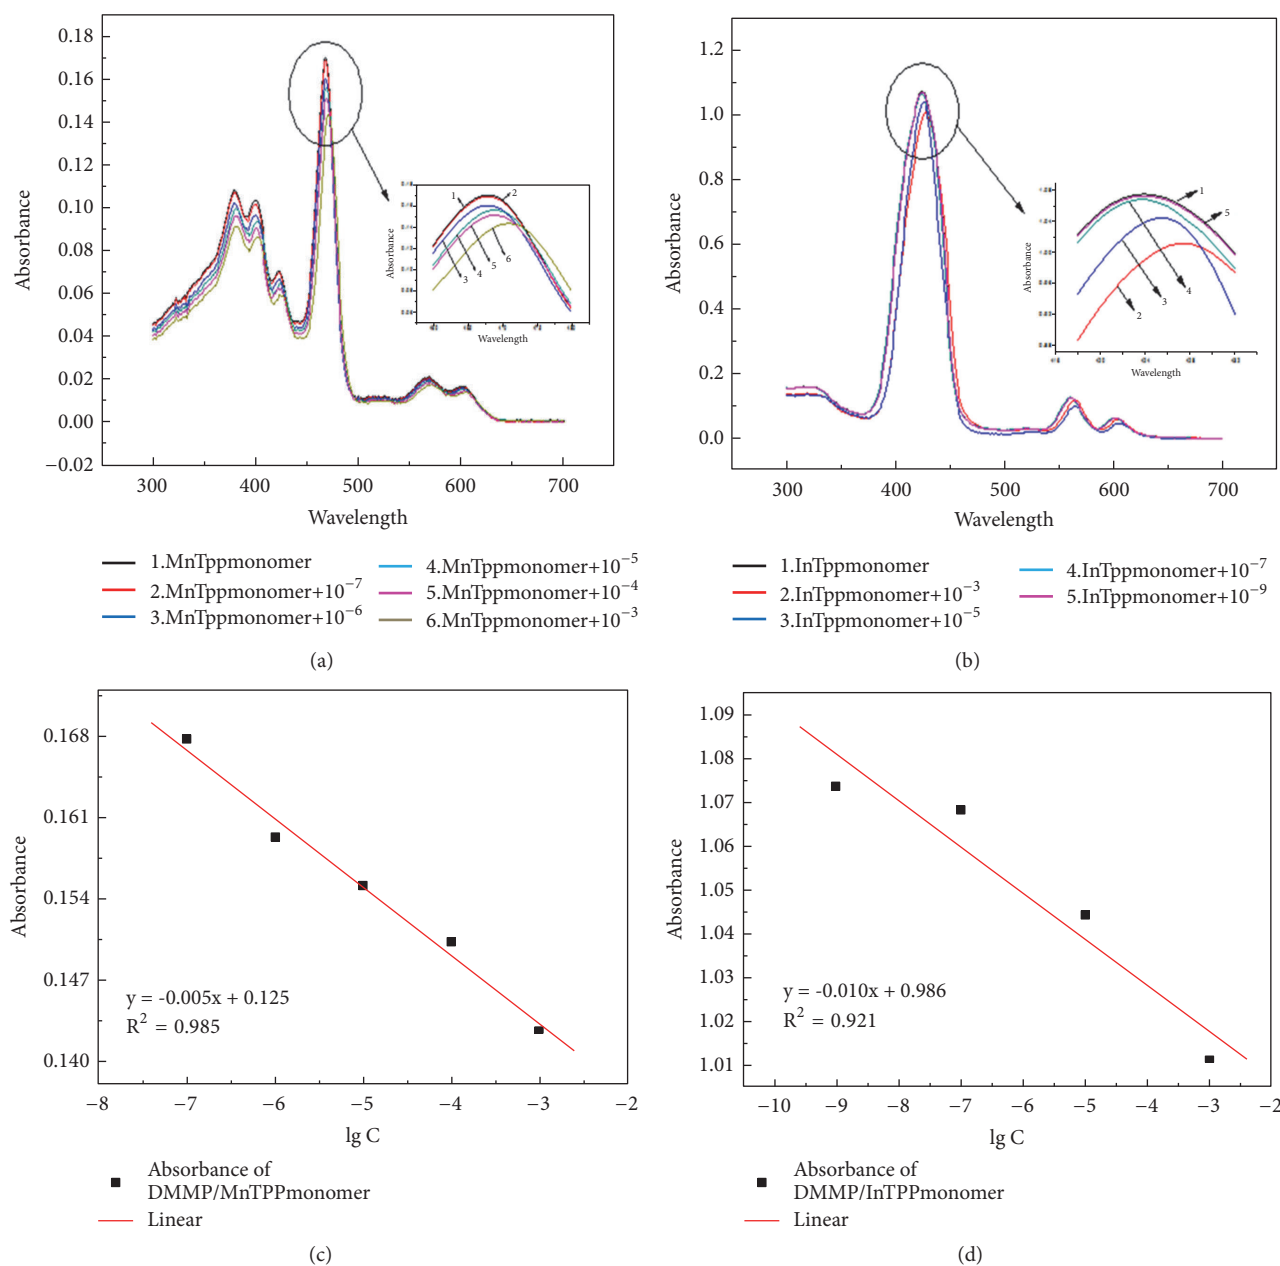 0.18
0.16
0.14
0.12
0.10
0.08
0.06
0.04
0.02
0.00
−0.02
Absorbance
300 400 500 600 700
Wavelength
1 2
3 4 5 6
Absorbance
Wavelength
1.MnTppmonomer
2.MnTppmonomer+10⁻⁷
3.MnTppmonomer+10⁻⁶
4.MnTppmonomer+10⁻⁵
5.MnTppmonomer+10⁻⁴
6.MnTppmonomer+10⁻³
(a)
1.2
1.0
0.8
0.6
0.4
0.2
0.0
Absorbance
300 400 500 600 700
Wavelength
1
5
4
3
2
Absorbance
Wavelength
1.InTppmonomer
2.InTppmonomer+10⁻³
3.InTppmonomer+10⁻⁵
4.InTppmonomer+10⁻⁷
5.InTppmonomer+10⁻⁹
(b)
0.168
0.161
0.154
0.147
0.140
Absorbance
y = -0.005x + 0.125
R² = 0.985
−8 −7 −6 −5 −4 −3 −2
lg C
Absorbance of
DMMP/MnTPPmonomer
Linear
(c)
1.09
1.08
1.07
1.06
1.05
1.04
1.03
1.02
1.01
Absorbance
y = -0.010x + 0.986
R² = 0.921
−10 −9 −8 −7 −6 −5 −4 −3 −2
lg C
Absorbance of
DMMP/InTPPmonomer
Linear
(d)